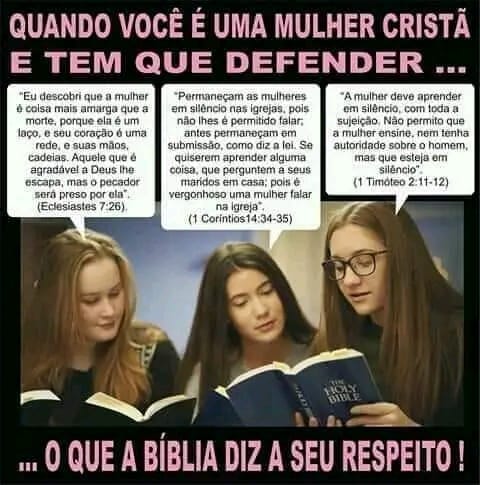 QUANDO VOCÊ É UMA MULHER CRISTÃ
E TEM QUE DEFENDER ...
"Eu descobri que a mulher
é coisa mais amarga que a
morte, porque ela é um
laço, e seu coração é uma
rede, e suas mãos,
cadeias. Aquele que é
agradável a Deus lhe
escapa, mas o pecador
será preso por ela".
(Eclesiastes 7:26).
"Permaneçam as mulheres
em silêncio nas igrejas, pois
não lhes é permitido falar;
antes permaneçam em
submissão, como diz a lei. Se
quiserem aprender alguma
coisa, que perguntem a seus
maridos em casa; pois é
vergonhoso uma mulher falar
na igreja".
(1 Coríntios14:34-35)
"A mulher deve aprender
em silêncio, com toda a
sujeição. Não permito que
a mulher ensine, nem tenha
autoridade sobre o homem,
mas que esteja em
silêncio".
(1 Timóteo 2:11-12)
THE
HOLY
BIBLE
... O QUE A BÍBLIA DIZ A SEU RESPEITO !